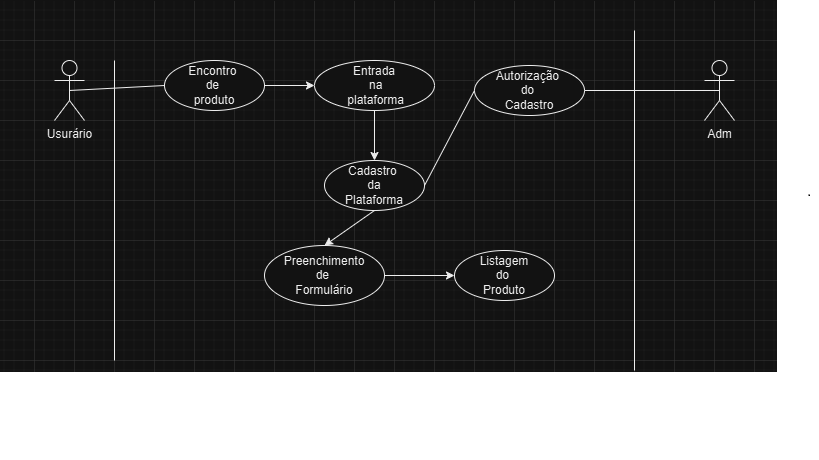 Encontro
de
produto
Entrada
na
plataforma
Autorização
do
Cadastro
Usurário
Adm
Cadastro
da
Plataforma
Preenchimento
de
Formulário
Listagem
do
Produto
.